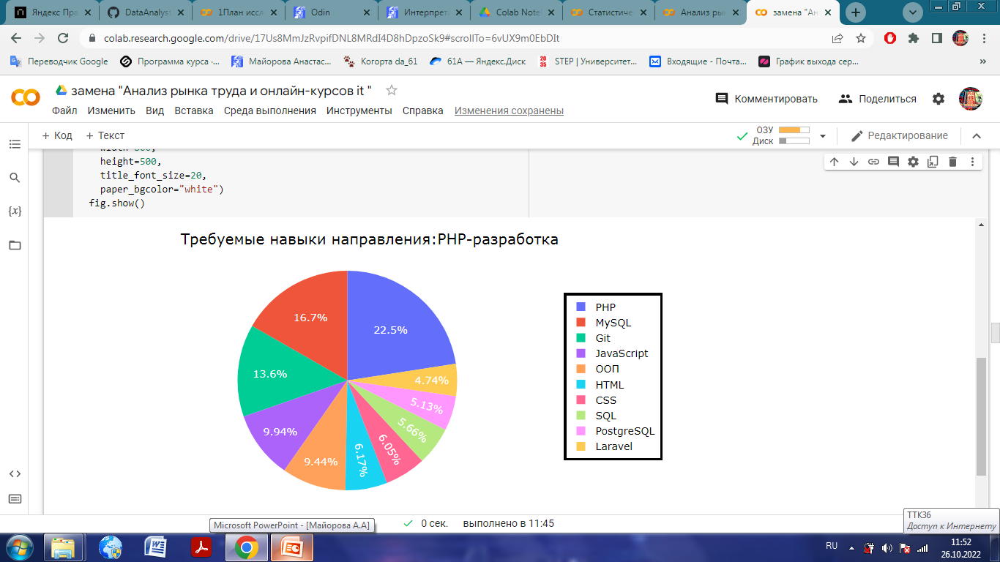 Яндекс Пра
DataAnalyst
1План иссл
Odin
Интерпрет
Colab Note
Статистиче
Анализ рын
замена "Ан
colab.research.google.com/drive/17Us8MmJzRvpifDNL8MRdI4D8hDpzoSk9#scrollTo=6vUX9m0EbDIt
Переводчик Google
Программа курса ·...
Майорова Анастас...
Когорта da_61
61А — Яндекс.Диск
STEP | Университет...
Входящие - Почта...
График выхода сер...
»
замена "Анализ рынка труда и онлайн-курсов it "
Комментировать
Поделиться
Файл Изменить Вид Вставка Среда выполнения Инструменты Справка Изменения сохранены
+ Код + Текст
ОЗУ
Диск
Редактирование
height=500,
title_font_size=20,
paper_bgcolor="white")
fig.show()
Требуемые навыки направления:PHP-разработка
16.7%
22.5%
13.6%
4.74%
5.13%
9.94%
5.66%
9.44%
6.17%
6.05%
PHP
MySQL
Git
JavaScript
ООП
HTML
CSS
SQL
PostgreSQL
Laravel
Microsoft PowerPoint - [Майорова А.А]
0 сек. выполнено в 11:45
ТТК36
Доступ к Интернету
RU
11:52
26.10.2022